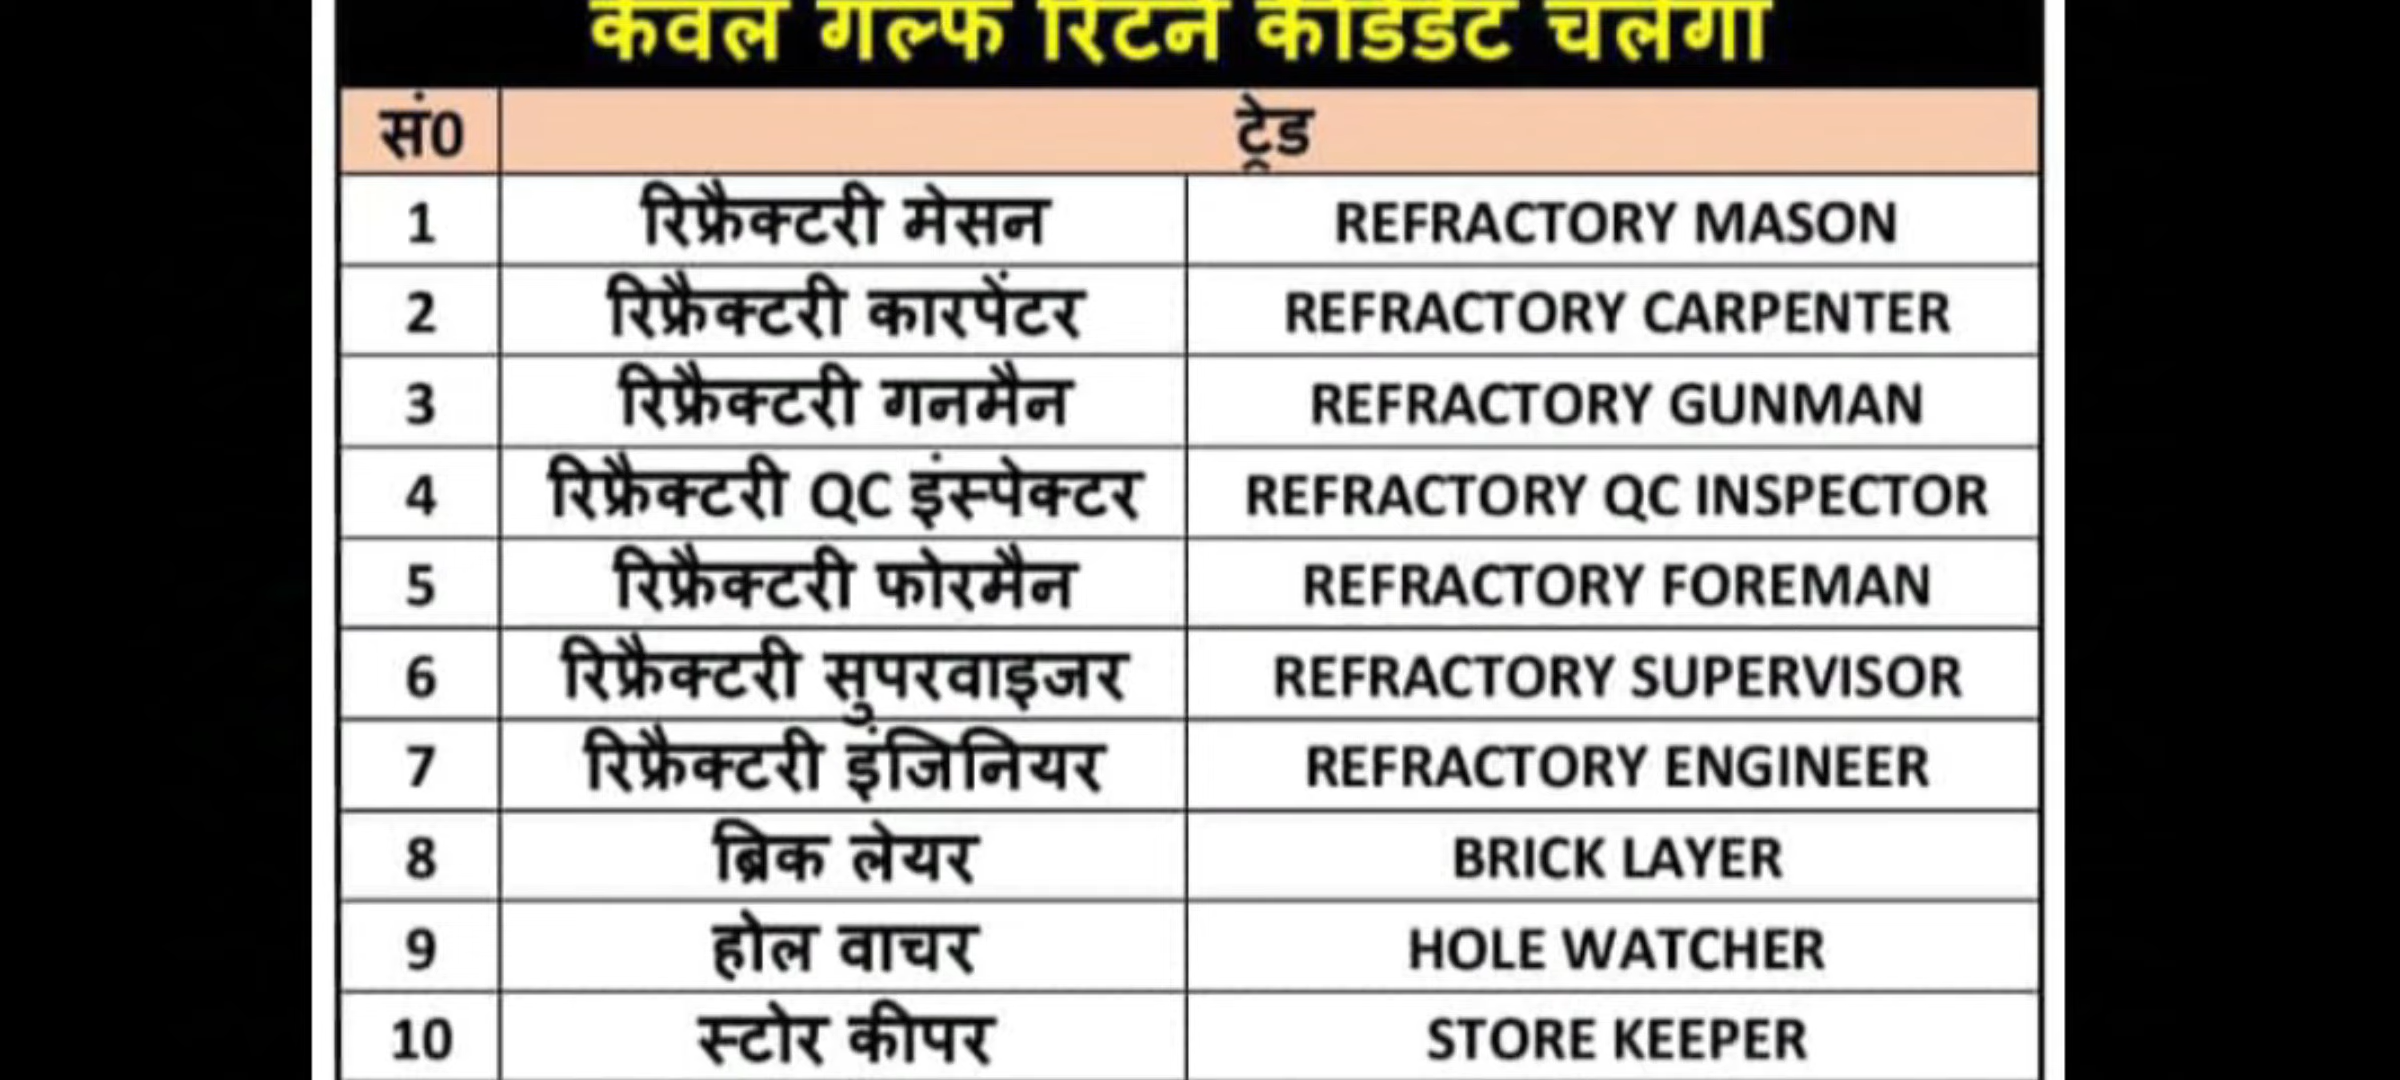 केवल गल्फ रिटर्न कैंडिडेट चलेगा
सं0 ट्रेड
1 रिफ्रैक्टरी मेसन REFRACTORY MASON
2 रिफ्रैक्टरी कारपेंटर REFRACTORY CARPENTER
3 रिफ्रैक्टरी गनमैन REFRACTORY GUNMAN
4 रिफ्रैक्टरी QC इंस्पेक्टर REFRACTORY QC INSPECTOR
5 रिफ्रैक्टरी फोरमैन REFRACTORY FOREMAN
6 रिफ्रैक्टरी सुपरवाइजर REFRACTORY SUPERVISOR
7 रिफ्रैक्टरी इंजिनियर REFRACTORY ENGINEER
8 ब्रिक लेयर BRICK LAYER
9 होल वाचर HOLE WATCHER
10 स्टोर कीपर STORE KEEPER